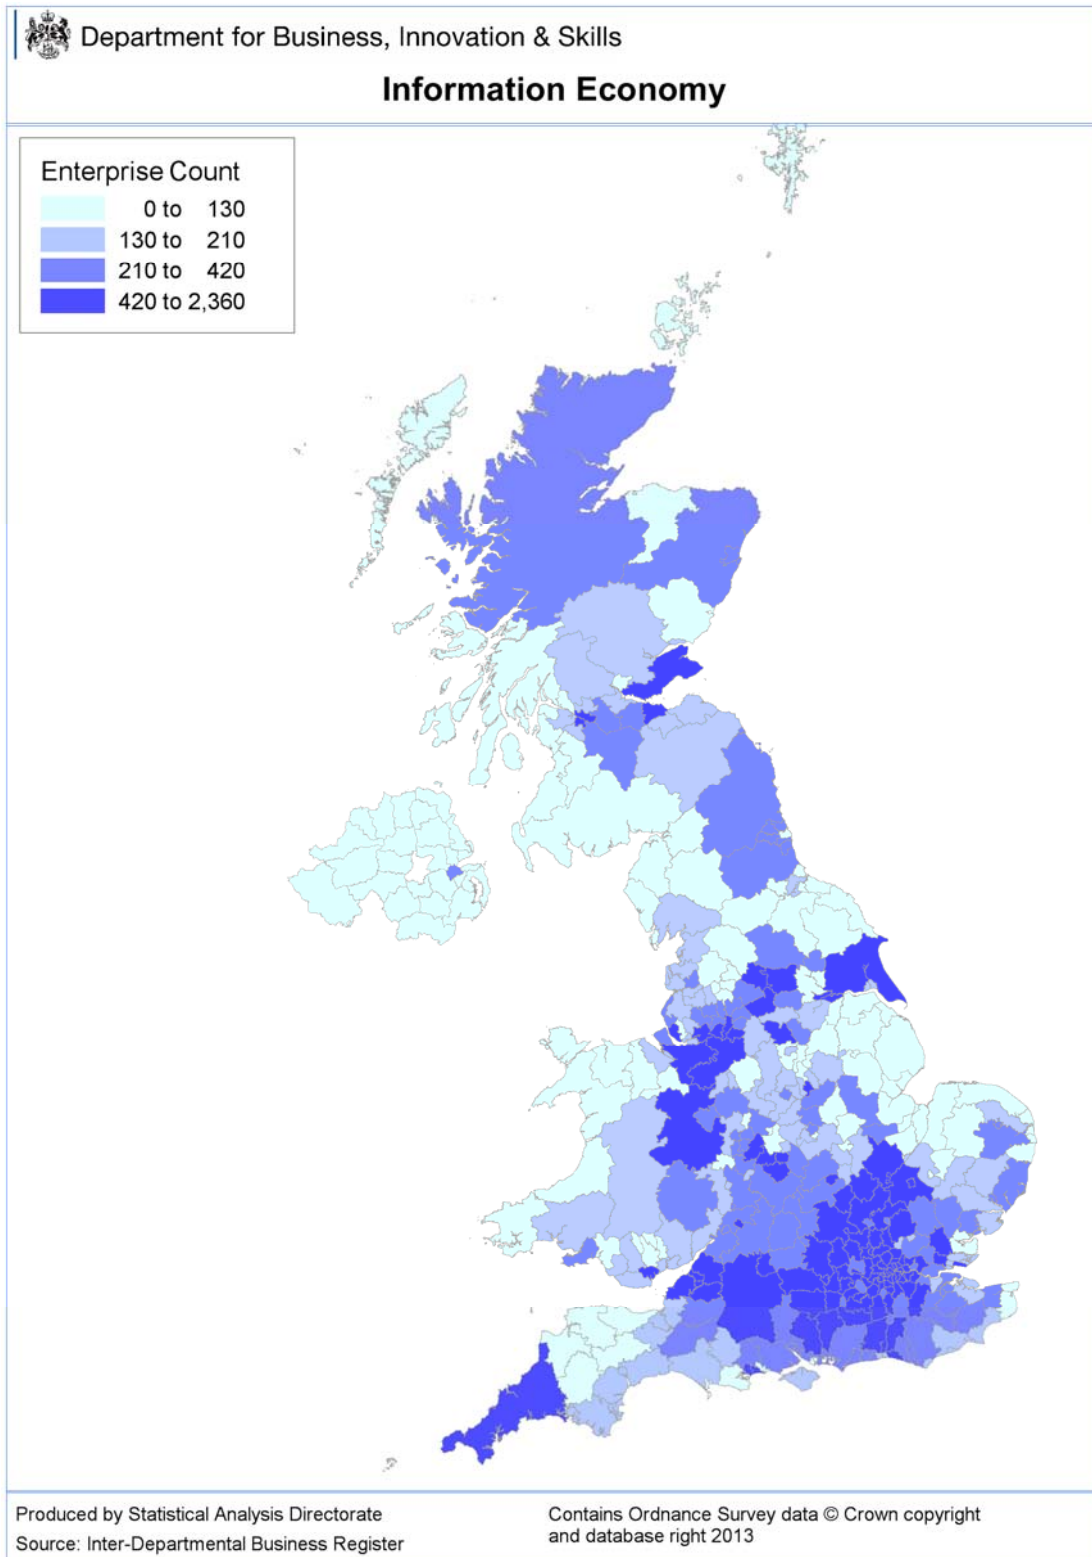 Department for Business, Innovation & Skills
Information Economy
Enterprise Count
0 to 130
130 to 210
210 to 420
420 to 2,360
Produced by Statistical Analysis Directorate
Source: Inter-Departmental Business Register
Contains Ordnance Survey data © Crown copyright
and database right 2013